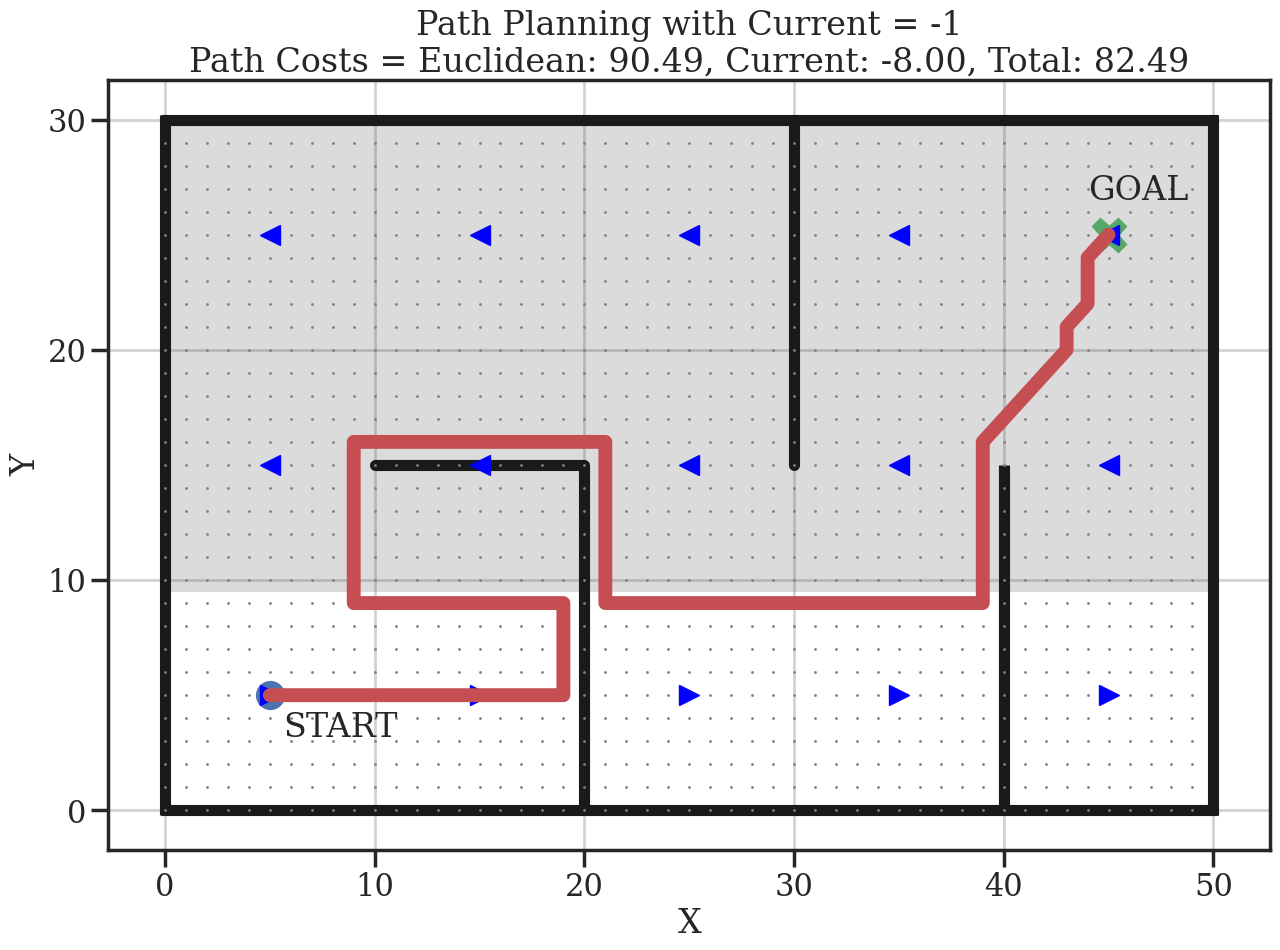 Path Planning with Current = -1
Path Costs = Euclidean: 90.49, Current: -8.00, Total: 82.49
30
GOAL
20
Y
10
START
0
0 10 20 30 40 50
X